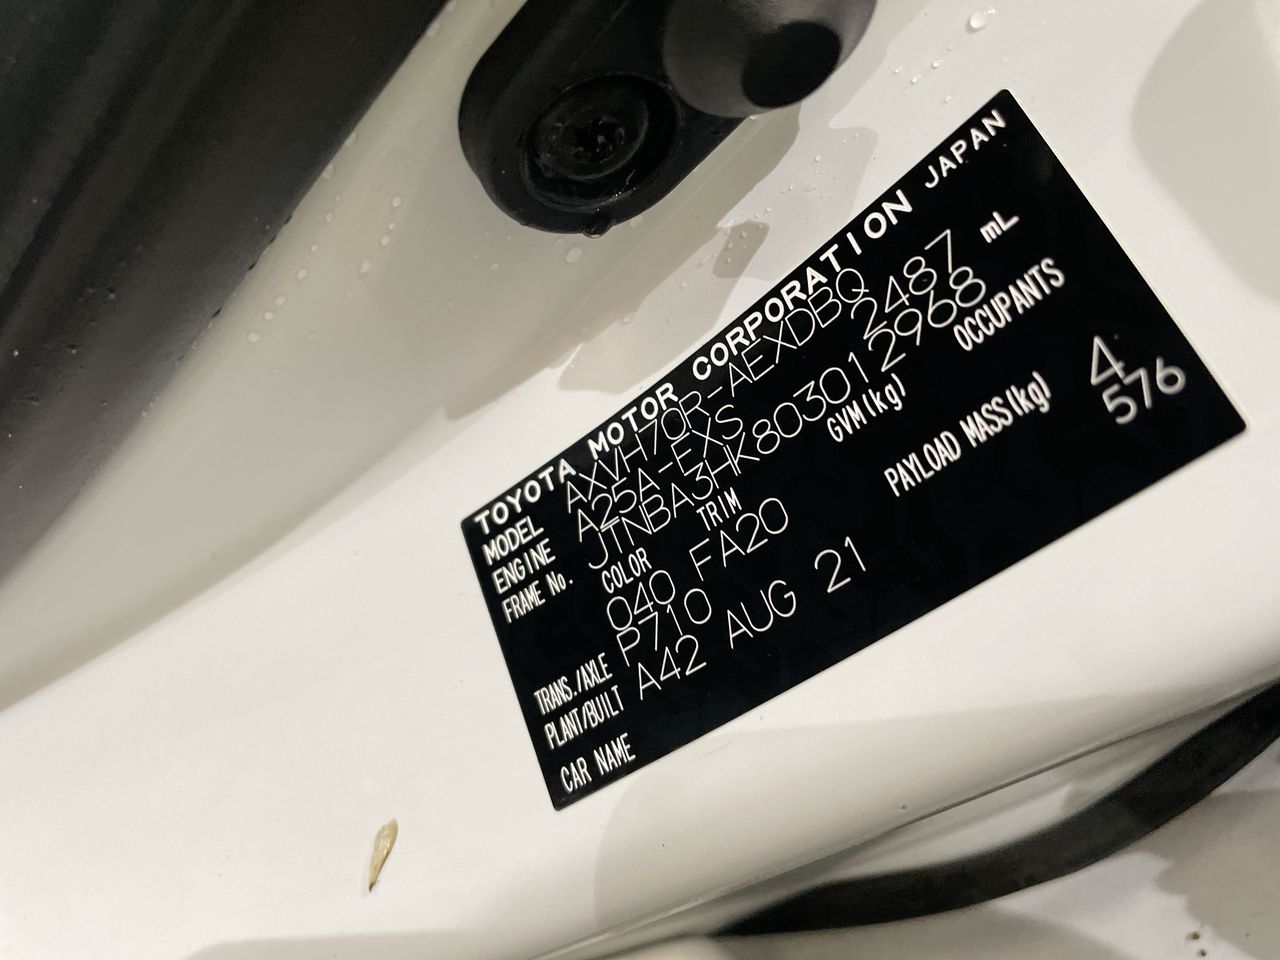 TOYOTA MOTOR CORPORATION JAPAN
MODEL AXVH70R-AEXDBQ
ENGINE A25A-FXS 2487 mL
FRAME No. JTNBA3HK803012968
COLOR TRIM GVM(kg) OCCUPANTS 4
040 FA20 PAYLOAD MASS(kg) 576
TRANS./AXLE P710
PLANT/BUILT A42 AUG 21
CAR NAME